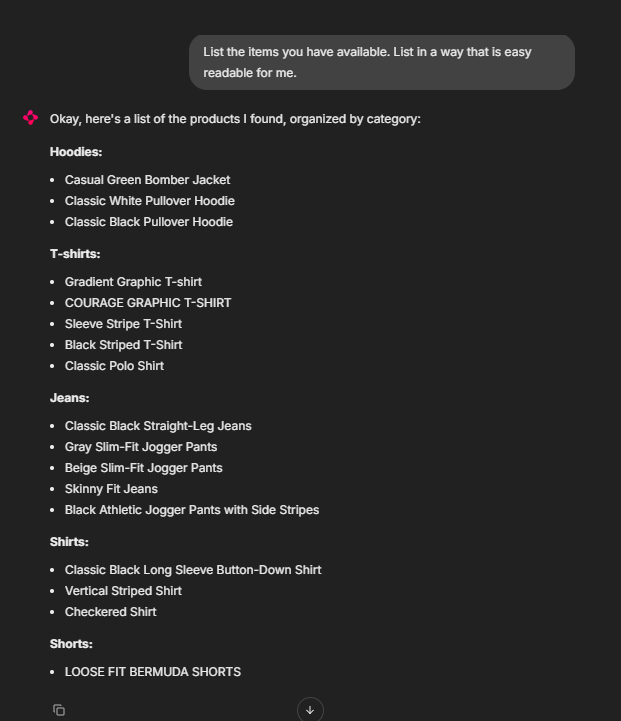 List the items you have available. List in a way that is easy
readable for me.
Okay, here's a list of the products I found, organized by category:
Hoodies:
• Casual Green Bomber Jacket
• Classic White Pullover Hoodie
• Classic Black Pullover Hoodie
T-shirts:
• Gradient Graphic T-shirt
• COURAGE GRAPHIC T-SHIRT
• Sleeve Stripe T-Shirt
• Black Striped T-Shirt
• Classic Polo Shirt
Jeans:
• Classic Black Straight-Leg Jeans
• Gray Slim-Fit Jogger Pants
• Beige Slim-Fit Jogger Pants
• Skinny Fit Jeans
• Black Athletic Jogger Pants with Side Stripes
Shirts:
• Classic Black Long Sleeve Button-Down Shirt
• Vertical Striped Shirt
• Checkered Shirt
Shorts:
• LOOSE FIT BERMUDA SHORTS